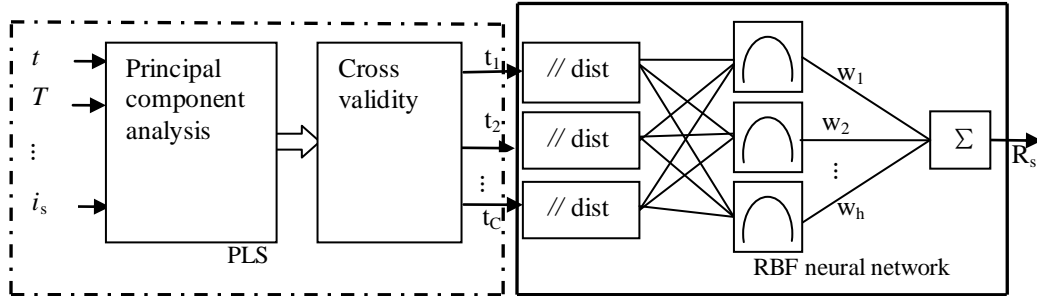 t
T
⋮
i_s
Principal
component
analysis
PLS
Cross
validity
t_1
t_2
⋮
t_C
// dist
// dist
// dist
w_1
w_2
⋮
w_h
Σ
R_s
RBF neural network